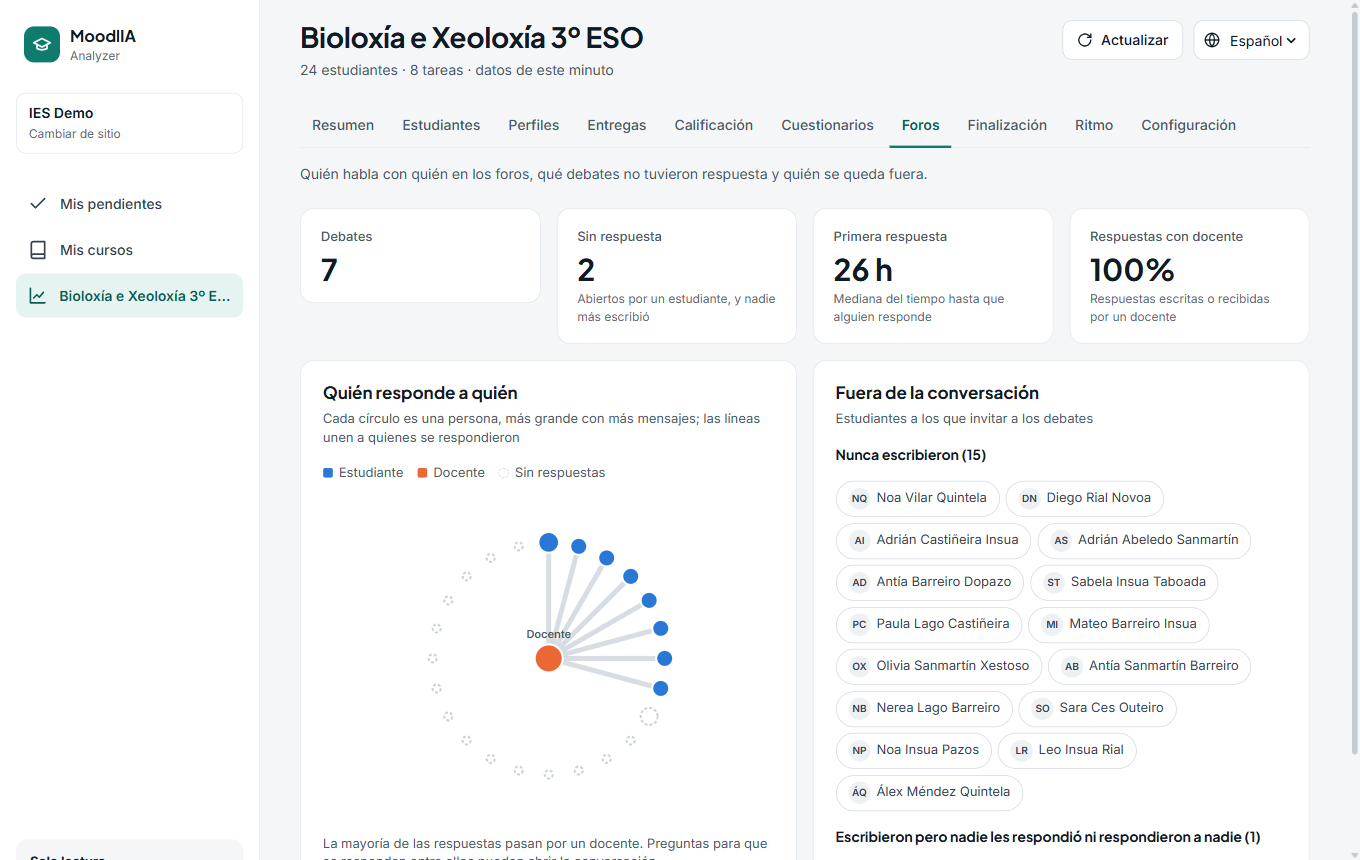 MoodlIA
Analyzer
IES Demo
Cambiar de sitio
Mis pendientes
Mis cursos
Bioloxía e Xeoloxía 3º E...
Bioloxía e Xeoloxía 3º ESO
24 estudiantes · 8 tareas · datos de este minuto
Actualizar
Español
Resumen Estudiantes Perfiles Entregas Calificación Cuestionarios Foros Finalización Ritmo Configuración
Quién habla con quién en los foros, qué debates no tuvieron respuesta y quién se queda fuera.
Debates
7
Sin respuesta
2
Abiertos por un estudiante, y nadie
más escribió
Primera respuesta
26 h
Mediana del tiempo hasta que
alguien responde
Respuestas con docente
100%
Respuestas escritas o recibidas
por un docente
Quién responde a quién
Cada círculo es una persona, más grande con más mensajes; las líneas
unen a quienes se respondieron
Estudiante Docente Sin respuestas
Docente
La mayoría de las respuestas pasan por un docente. Preguntas para que
Fuera de la conversación
Estudiantes a los que invitar a los debates
Nunca escribieron (15)
NQ Noa Vilar Quintela DN Diego Rial Novoa
AI Adrián Castiñeira Insua AS Adrián Abeledo Sanmartín
AD Antía Barreiro Dopazo ST Sabela Insua Taboada
PC Paula Lago Castiñeira MI Mateo Barreiro Insua
OX Olivia Sanmartín Xestoso AB Antía Sanmartín Barreiro
NB Nerea Lago Barreiro SO Sara Ces Outeiro
NP Noa Insua Pazos LR Leo Insua Rial
ÁQ Álex Méndez Quintela
Escribieron pero nadie les respondió ni respondieron a nadie (1)